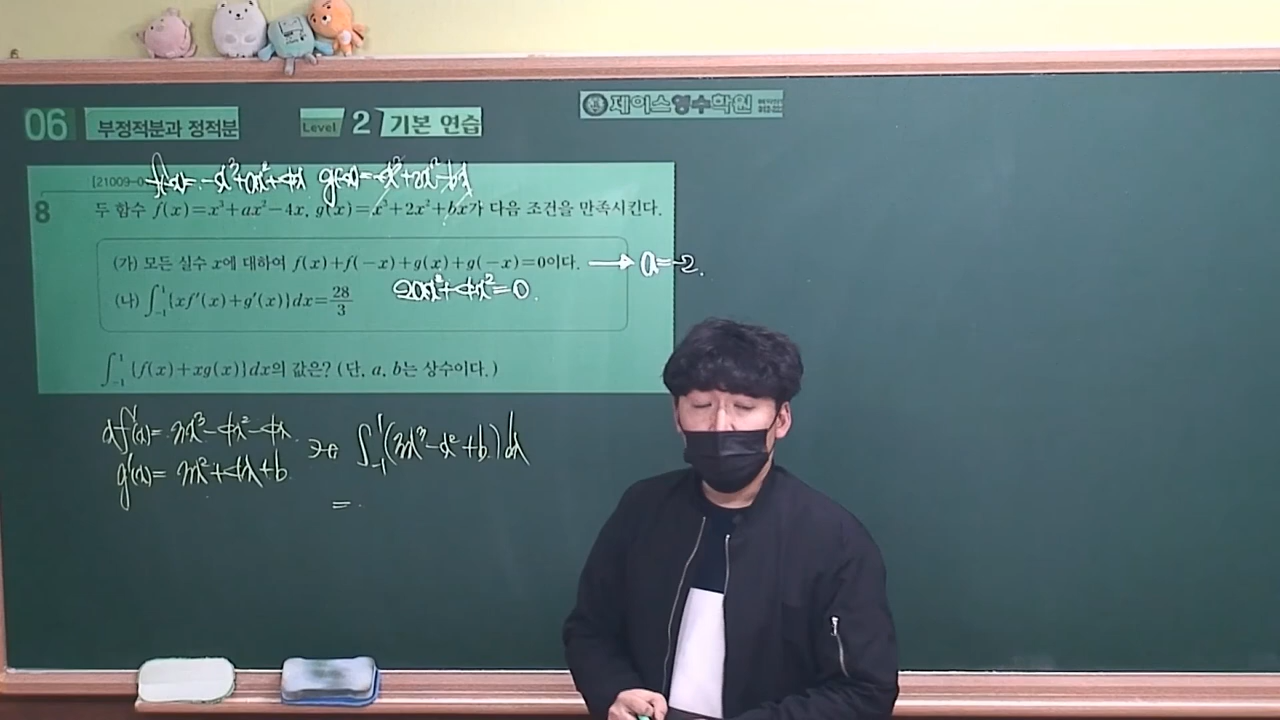 제이스영수학원
06 부정적분과 정적분 Level 2 기본 연습
[21009-0
f(-x)=-x³+ax²+4x g(-x)=-x³+2x²-bx
8 두 함수 f(x)=x³+ax²-4x, g(x)=x³+2x²+bx가 다음 조건을 만족시킨다.
(가) 모든 실수 x에 대하여 f(x)+f(-x)+g(x)+g(-x)=0이다. → a=-2.
2ax²+4x²=0.
(나) ∫₋₁¹{xf′(x)+g′(x)}dx=28/3
∫₋₁¹{f(x)+xg(x)}dx의 값은? (단, a, b는 상수이다.)
xf′(x)=3x³-4x²-4x
g′(x)=3x²+4x+b
준식 ∫₋₁¹(3x³-x²+b)dx
=